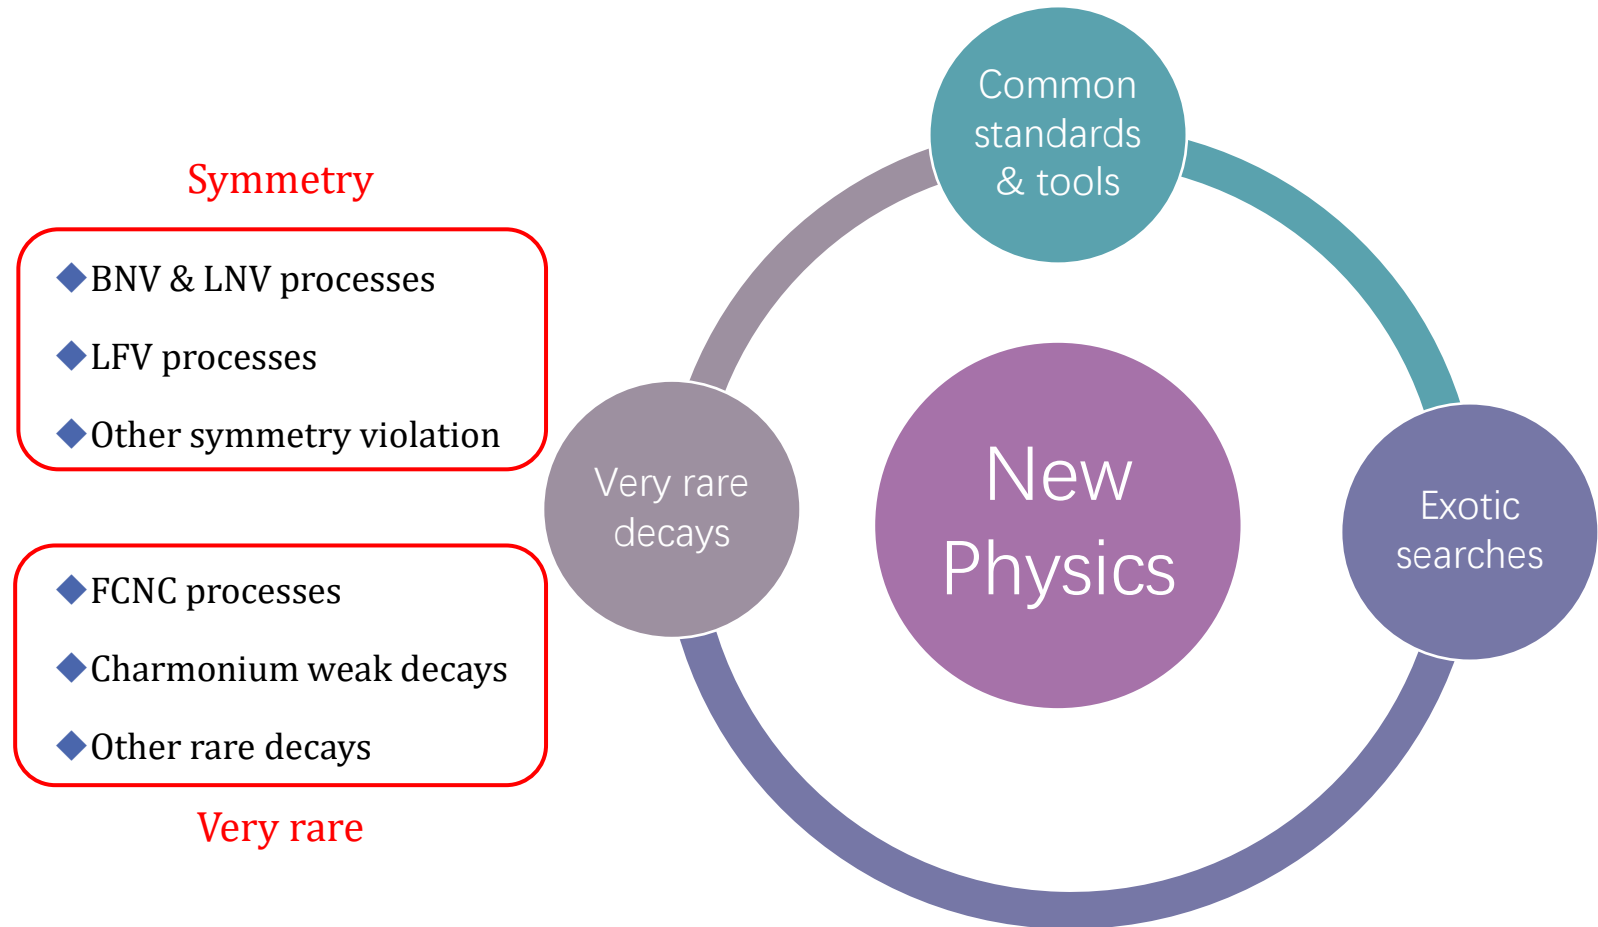 Symmetry
BNV & LNV processes
LFV processes
Other symmetry violation
FCNC processes
Charmonium weak decays
Other rare decays
Very rare
Common
standards
& tools
Very rare
decays
New
Physics
Exotic
searches